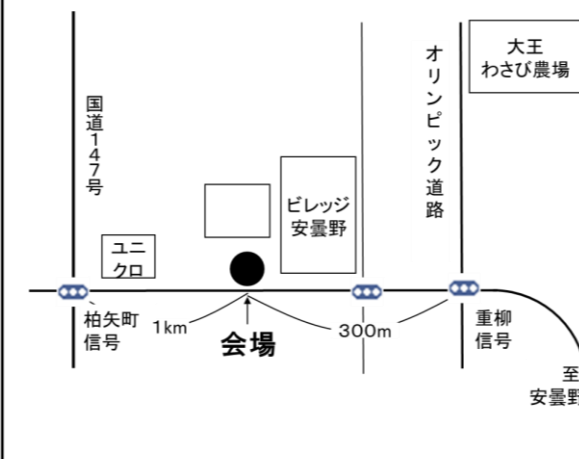 大王
わさび農場
オリンピック道路
国道147号
ビレッジ
安曇野
ユニ
クロ
柏矢町
信号
1km
会場
300m
重柳
信号
至
安曇野